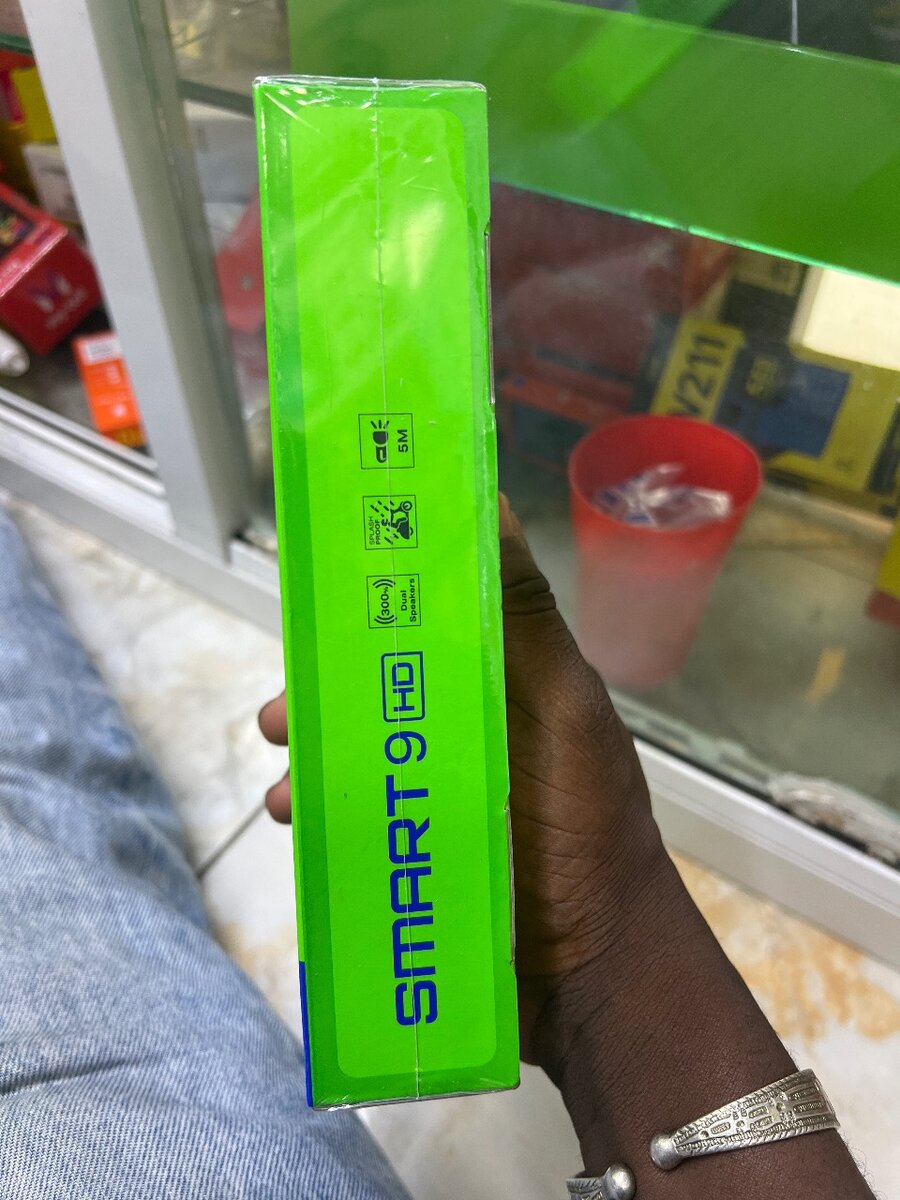 SMART 9 HD
300%
Dual
Speakers
SPLASH
PROOF
5M
V211